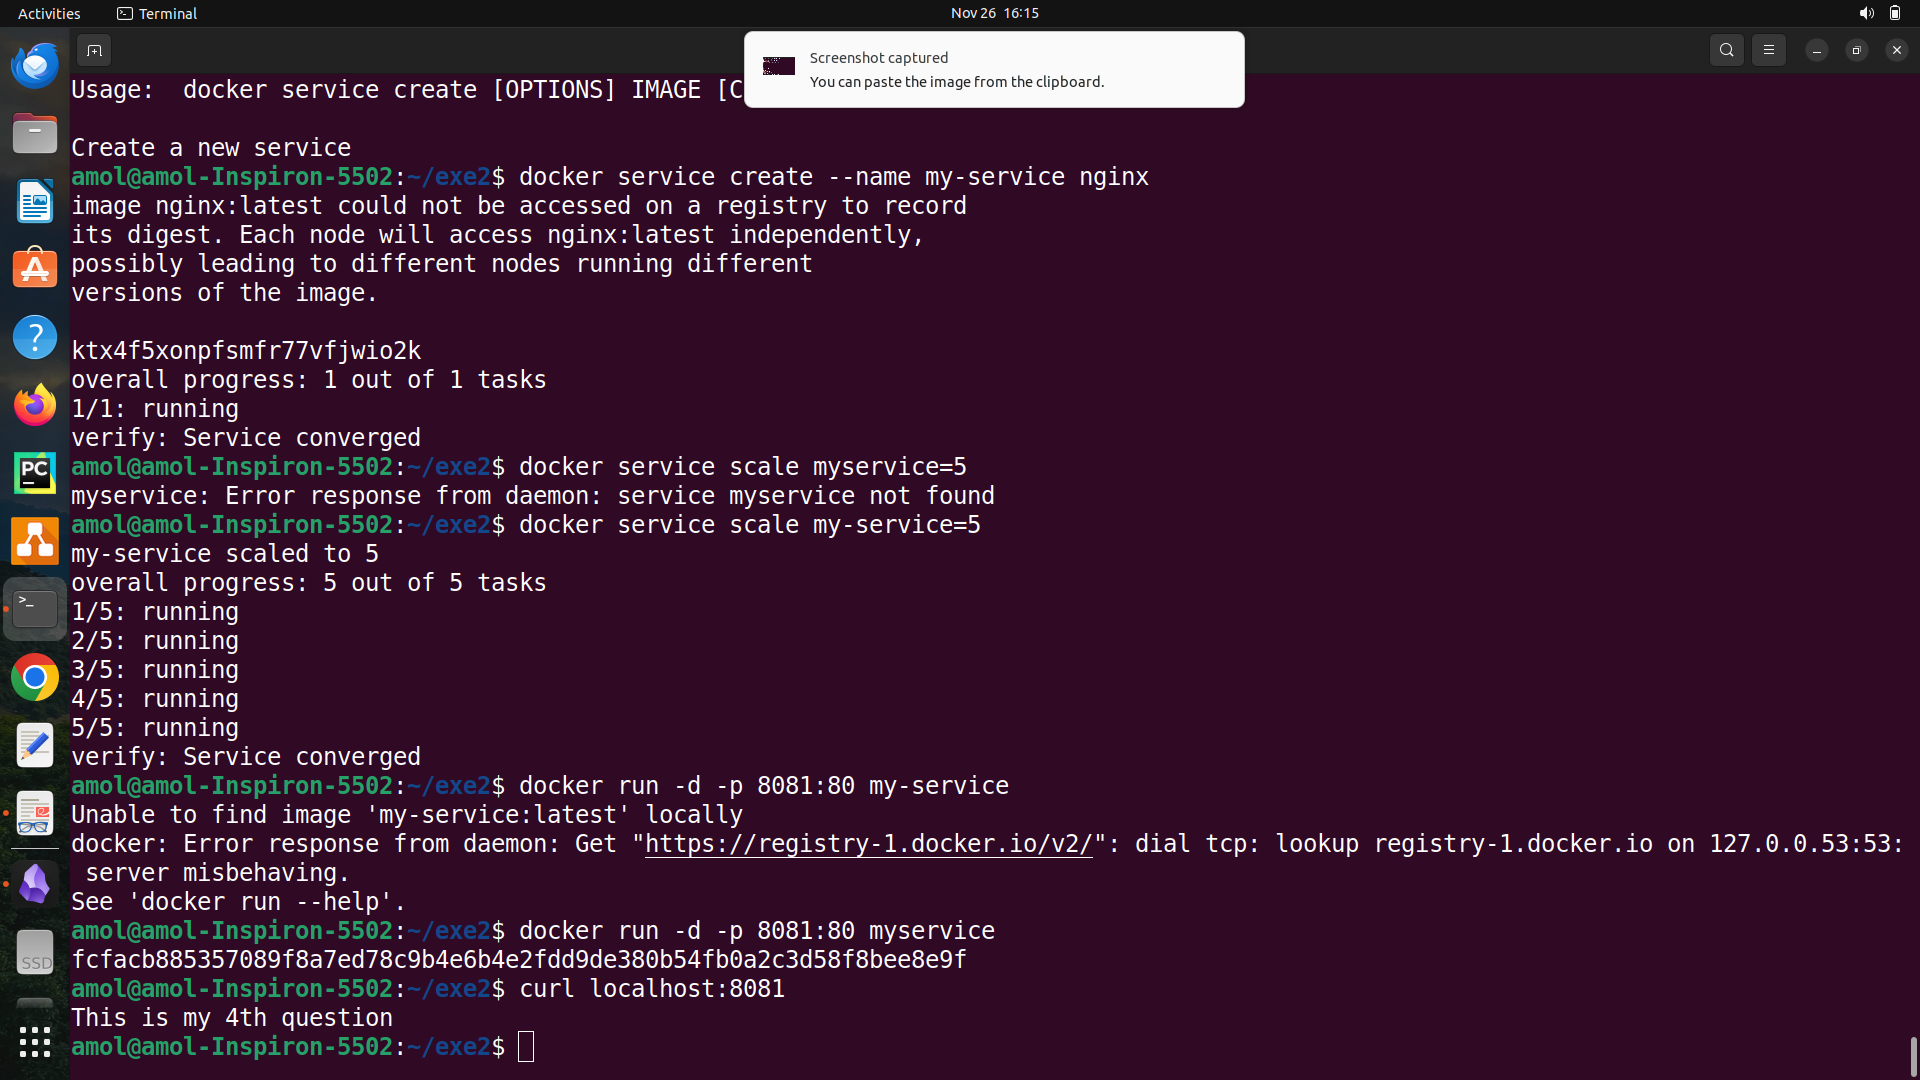 Activities
Terminal
Nov 26 16:15
Screenshot captured
You can paste the image from the clipboard.
Usage:  docker service create [OPTIONS] IMAGE [C
Create a new service
amol@amol-Inspiron-5502:~/exe2$ docker service create --name my-service nginx
image nginx:latest could not be accessed on a registry to record
its digest. Each node will access nginx:latest independently,
possibly leading to different nodes running different
versions of the image.
ktx4f5xonpfsmfr77vfjwio2k
overall progress: 1 out of 1 tasks
1/1: running
verify: Service converged
amol@amol-Inspiron-5502:~/exe2$ docker service scale myservice=5
myservice: Error response from daemon: service myservice not found
amol@amol-Inspiron-5502:~/exe2$ docker service scale my-service=5
my-service scaled to 5
overall progress: 5 out of 5 tasks
1/5: running
2/5: running
3/5: running
4/5: running
5/5: running
verify: Service converged
amol@amol-Inspiron-5502:~/exe2$ docker run -d -p 8081:80 my-service
Unable to find image 'my-service:latest' locally
docker: Error response from daemon: Get "https://registry-1.docker.io/v2/": dial tcp: lookup registry-1.docker.io on 127.0.0.53:53:
 server misbehaving.
See 'docker run --help'.
amol@amol-Inspiron-5502:~/exe2$ docker run -d -p 8081:80 myservice
fcfacb885357089f8a7ed78c9b4e6b4e2fdd9de380b54fb0a2c3d58f8bee8e9f
amol@amol-Inspiron-5502:~/exe2$ curl localhost:8081
This is my 4th question
amol@amol-Inspiron-5502:~/exe2$
PC
SSD